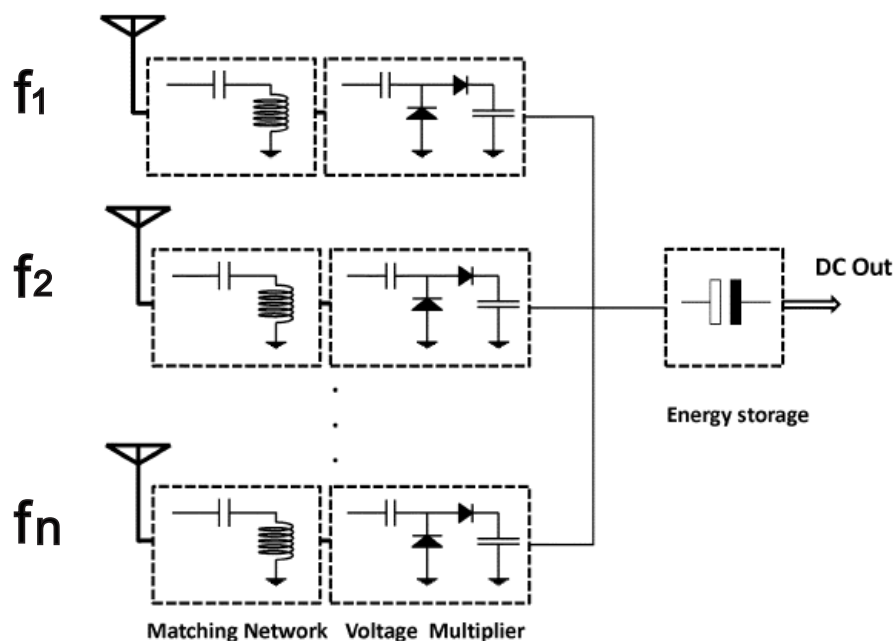 f1
f2
DC Out
Energy storage
fn
Matching Network Voltage Multiplier